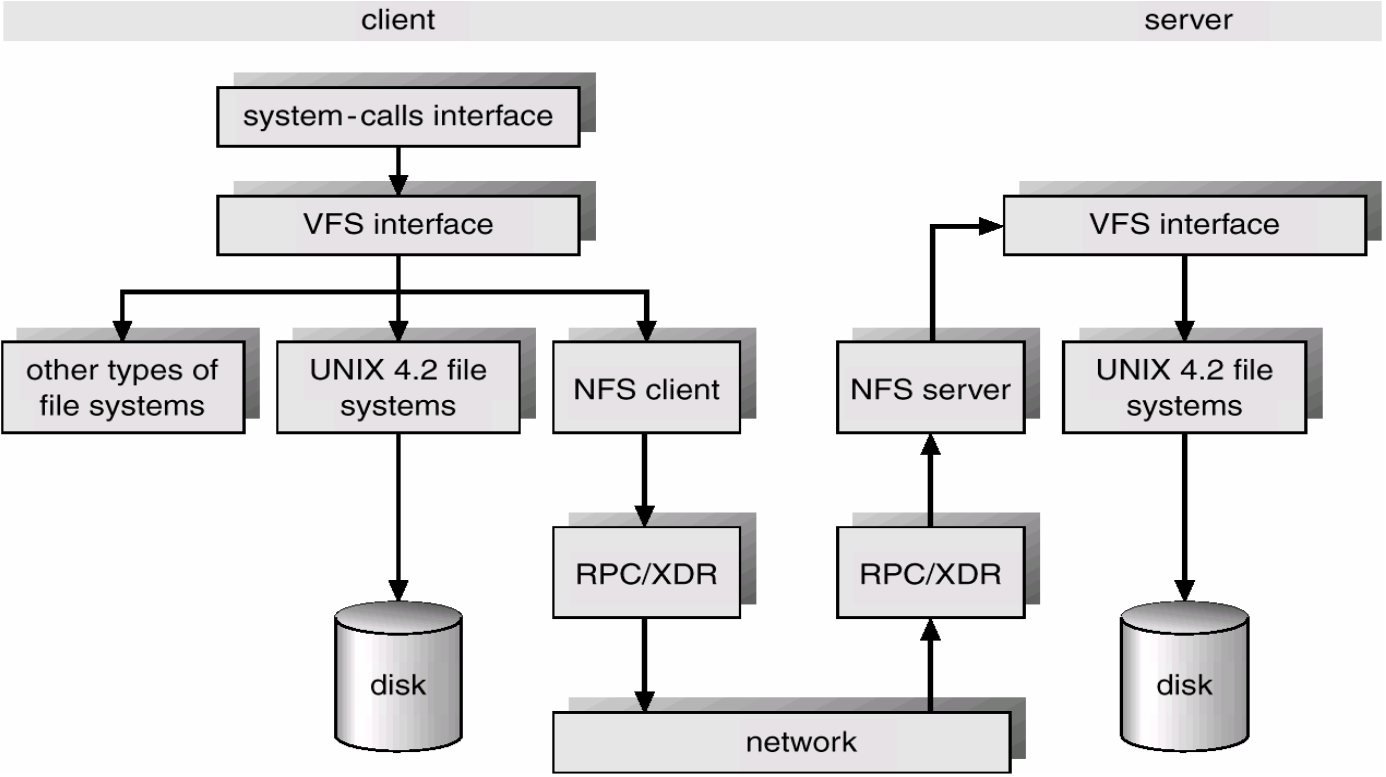 client
server
system-calls interface
VFS interface
VFS interface
other types of
file systems
UNIX 4.2 file
systems
NFS client
NFS server
UNIX 4.2 file
systems
RPC/XDR
RPC/XDR
disk
disk
network